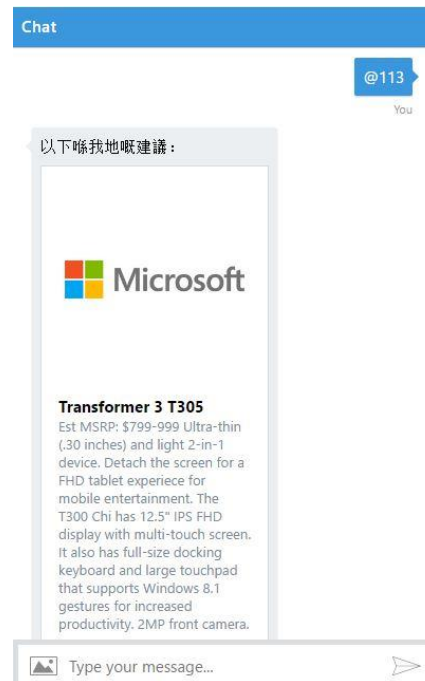 Chat
@113
You
以下喺我地嘅建議：
Microsoft
Transformer 3 T305
Est MSRP: $799-999 Ultra-thin
(.30 inches) and light 2-in-1
device. Detach the screen for a
FHD tablet experiece for
mobile entertainment. The
T300 Chi has 12.5" IPS FHD
display with multi-touch screen.
It also has full-size docking
keyboard and large touchpad
that supports Windows 8.1
gestures for increased
productivity. 2MP front camera.
Type your message...